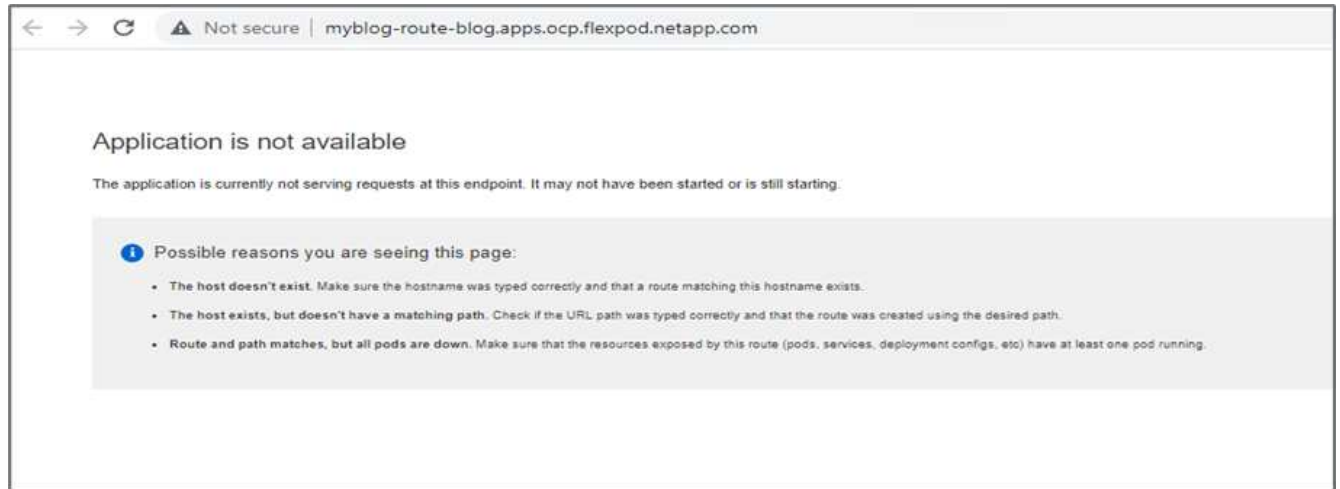 Not secure | myblog-route-blog.apps.ocp.flexpod.netapp.com
Application is not available
The application is currently not serving requests at this endpoint. It may not have been started or is still starting.
Possible reasons you are seeing this page:
• The host doesn't exist. Make sure the hostname was typed correctly and that a route matching this hostname exists.
• The host exists, but doesn't have a matching path. Check if the URL path was typed correctly and that the route was created using the desired path.
• Route and path matches, but all pods are down. Make sure that the resources exposed by this route (pods, services, deployment configs, etc) have at least one pod running.